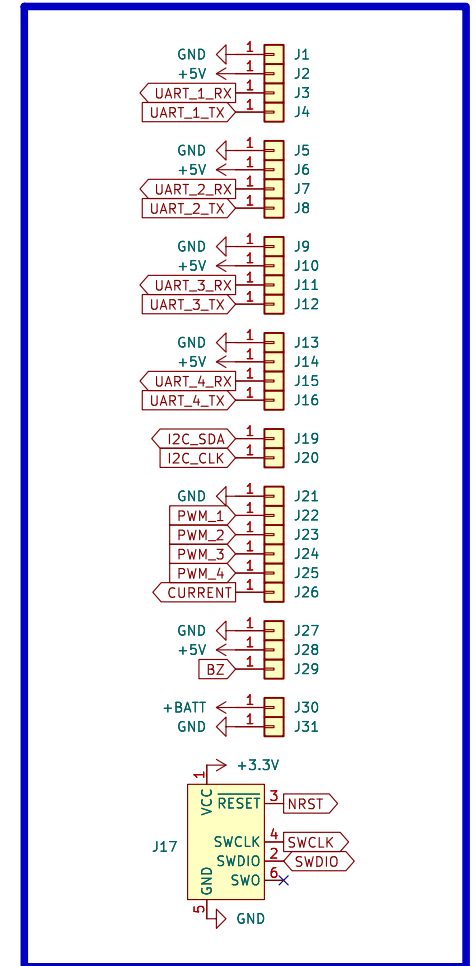 GND 1 J1
+5V 1 J2
UART_1_RX 1 J3
UART_1_TX 1 J4
GND 1 J5
+5V 1 J6
UART_2_RX 1 J7
UART_2_TX 1 J8
GND 1 J9
+5V 1 J10
UART_3_RX 1 J11
UART_3_TX 1 J12
GND 1 J13
+5V 1 J14
UART_4_RX 1 J15
UART_4_TX 1 J16
I2C_SDA 1 J19
I2C_CLK 1 J20
GND 1 J21
PWM_1 1 J22
PWM_2 1 J23
PWM_3 1 J24
PWM_4 1 J25
CURRENT 1 J26
GND 1 J27
+5V 1 J28
BZ 1 J29
+BATT 1 J30
GND 1 J31
+3.3V
1
VCC
RESET 3 NRST
SWCLK 4 SWCLK
J17
SWDIO 2 SWDIO
SWO 6
GND
5
GND